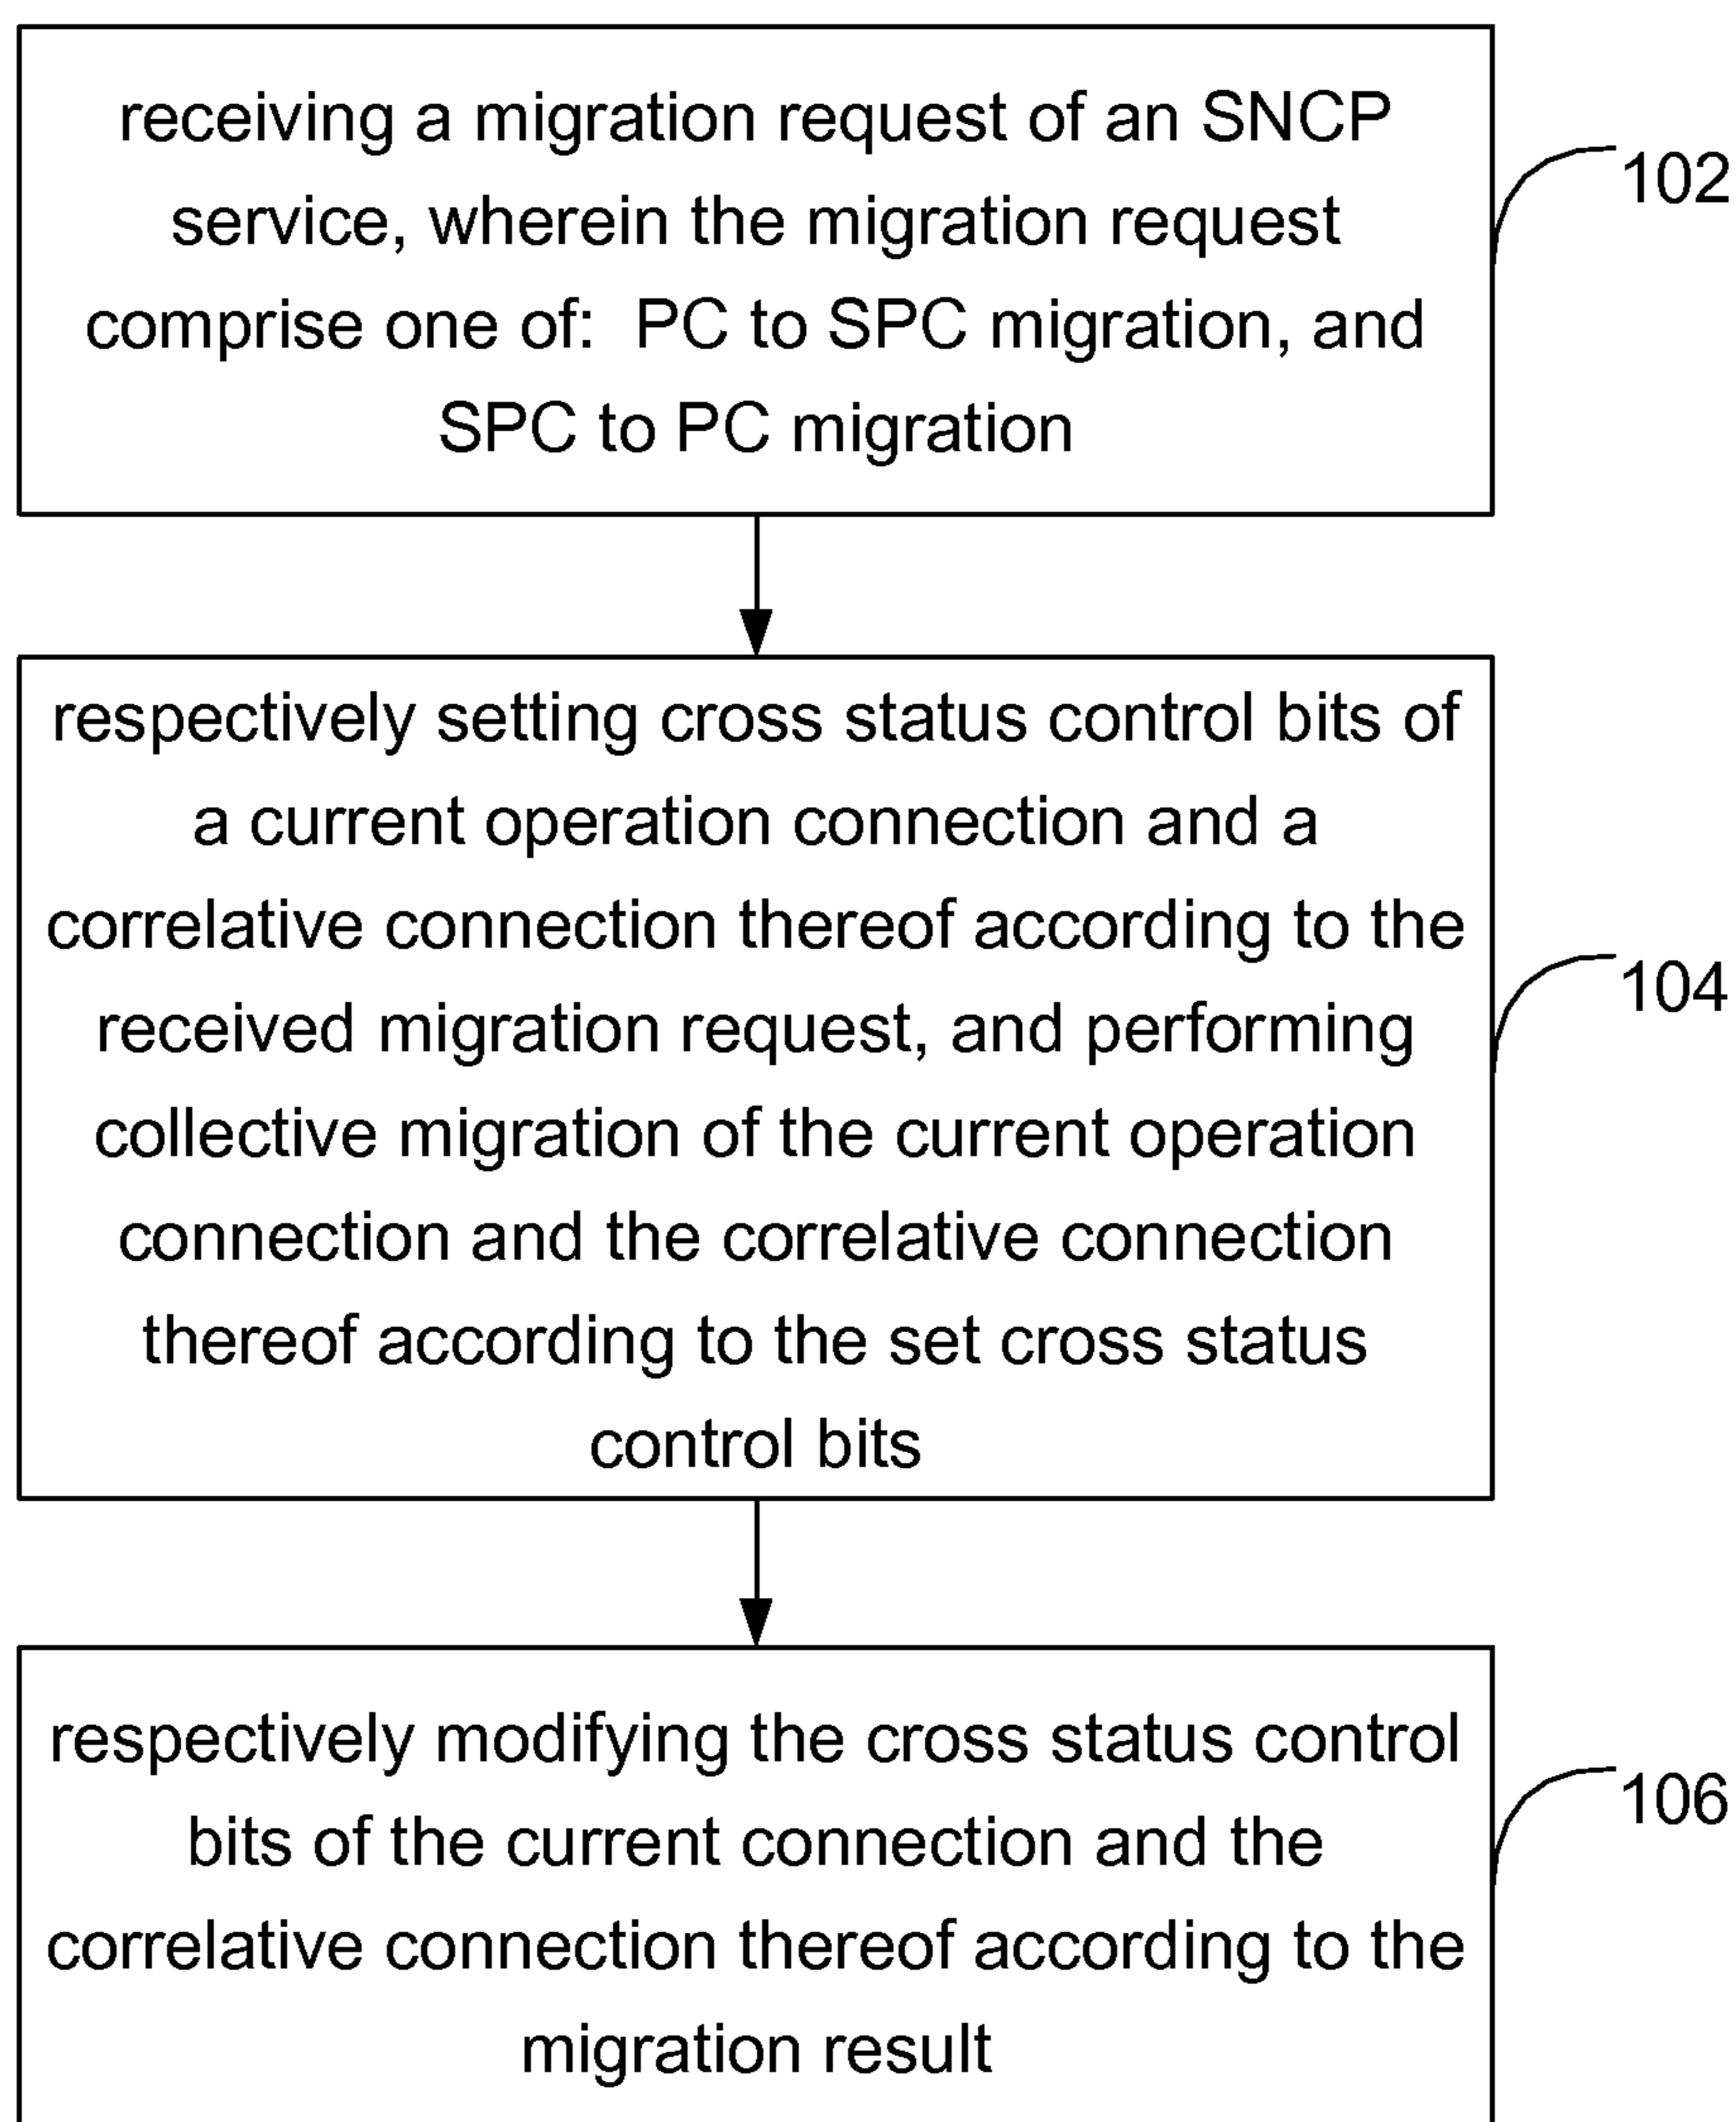 receiving a migration request of an SNCP
service, wherein the migration request
comprise one of:  PC to SPC migration, and
SPC to PC migration
102
respectively setting cross status control bits of
a current operation connection and a
correlative connection thereof according to the
received migration request, and performing
collective migration of the current operation
connection and the correlative connection
thereof according to the set cross status
control bits
104
respectively modifying the cross status control
bits of the current connection and the
correlative connection thereof according to the
migration result
106